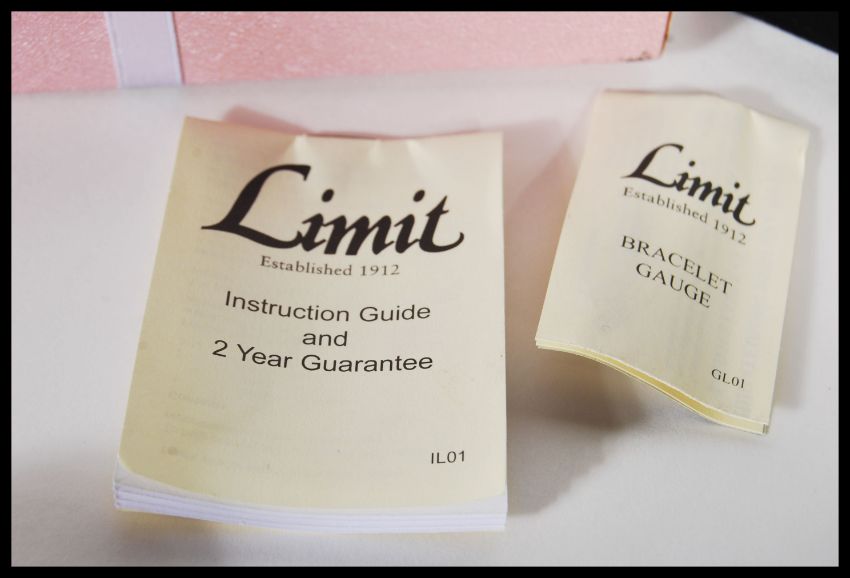 Limit
Established 1912
Instruction Guide
and
2 Year Guarantee
IL01
Limit
Established 1912
BRACELET
GAUGE
GL01